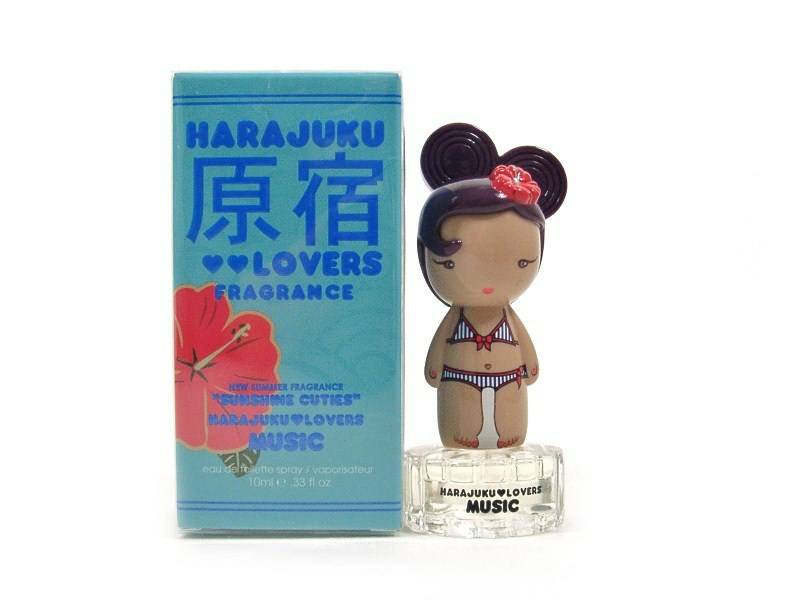 HARAJUKU
原宿
♥♥LOVERS
FRAGRANCE
NEW SUMMER FRAGRANCE
"SUNSHINE CUTIES"
HARAJUKU♥LOVERS
MUSIC
eau de toilette spray / vaporisateur
10ml e .33 fl oz
HARAJUKU♥LOVERS
MUSIC